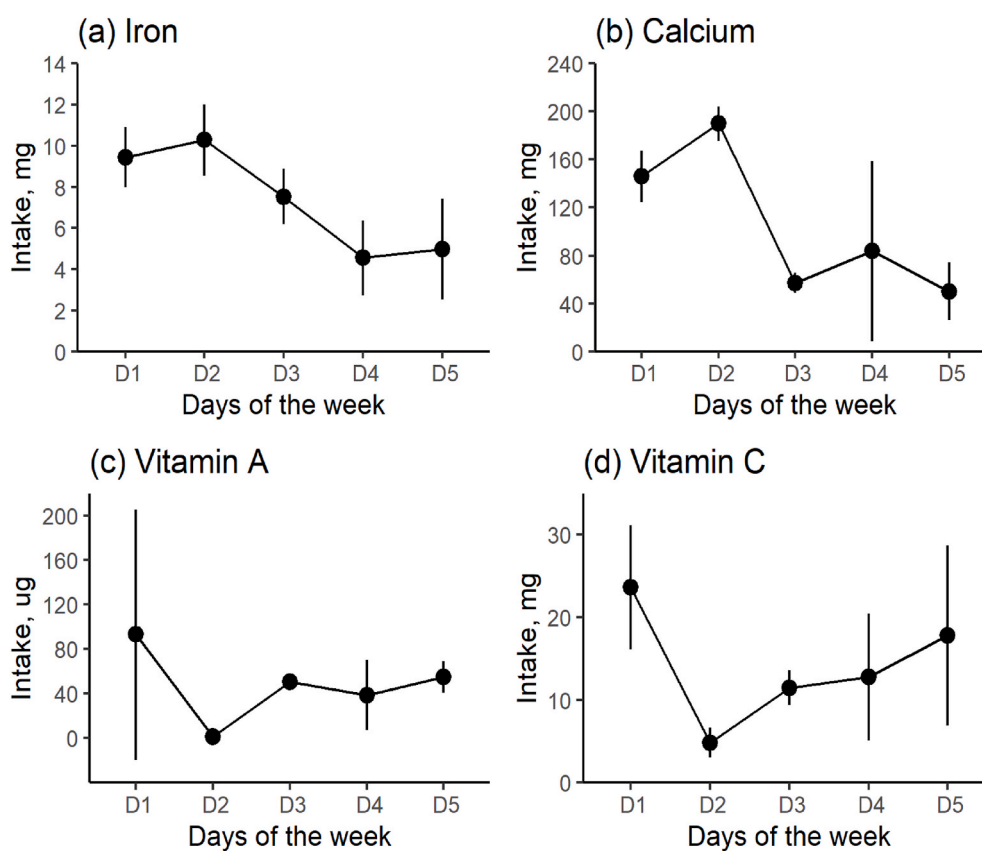 (a) Iron
14
12
10
8
6
4
2
0
Intake, mg
D1 D2 D3 D4 D5
Days of the week
(b) Calcium
240
200
160
120
80
40
0
Intake, mg
D1 D2 D3 D4 D5
Days of the week
(c) Vitamin A
200
160
120
80
40
0
Intake, ug
D1 D2 D3 D4 D5
Days of the week
(d) Vitamin C
30
20
10
0
Intake, mg
D1 D2 D3 D4 D5
Days of the week